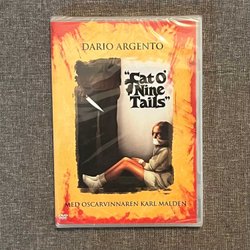 DARIO ARGENTO
"Cat O'
Nine
Tails"
MED OSCARVINNAREN KARL MALDEN
DVD